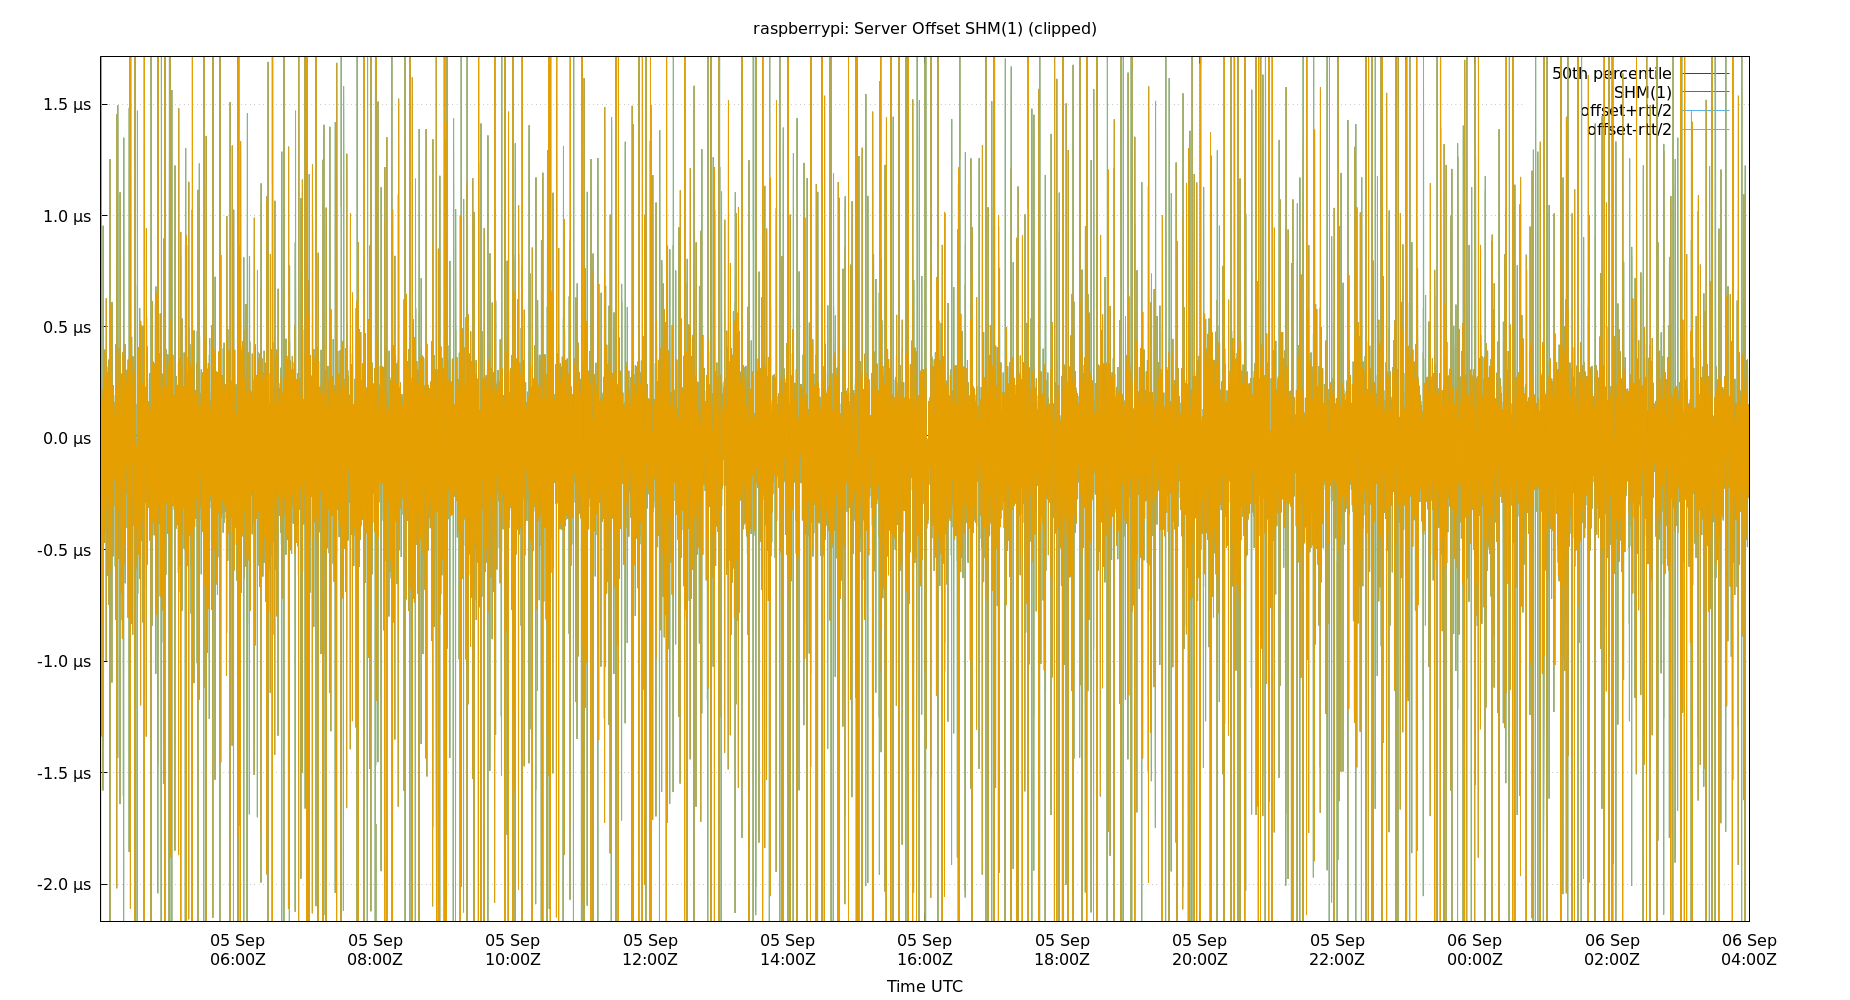 raspberrypi: Server Offset SHM(1) (clipped)
50th percentile
SHM(1)
offset+rtt/2
offset-rtt/2
1.5 µs
1.0 µs
0.5 µs
0.0 µs
-0.5 µs
-1.0 µs
-1.5 µs
-2.0 µs
05 Sep 05 Sep 05 Sep 05 Sep 05 Sep 05 Sep 05 Sep 05 Sep 05 Sep 06 Sep 06 Sep 06 Sep
06:00Z 08:00Z 10:00Z 12:00Z 14:00Z 16:00Z 18:00Z 20:00Z 22:00Z 00:00Z 02:00Z 04:00Z
Time UTC